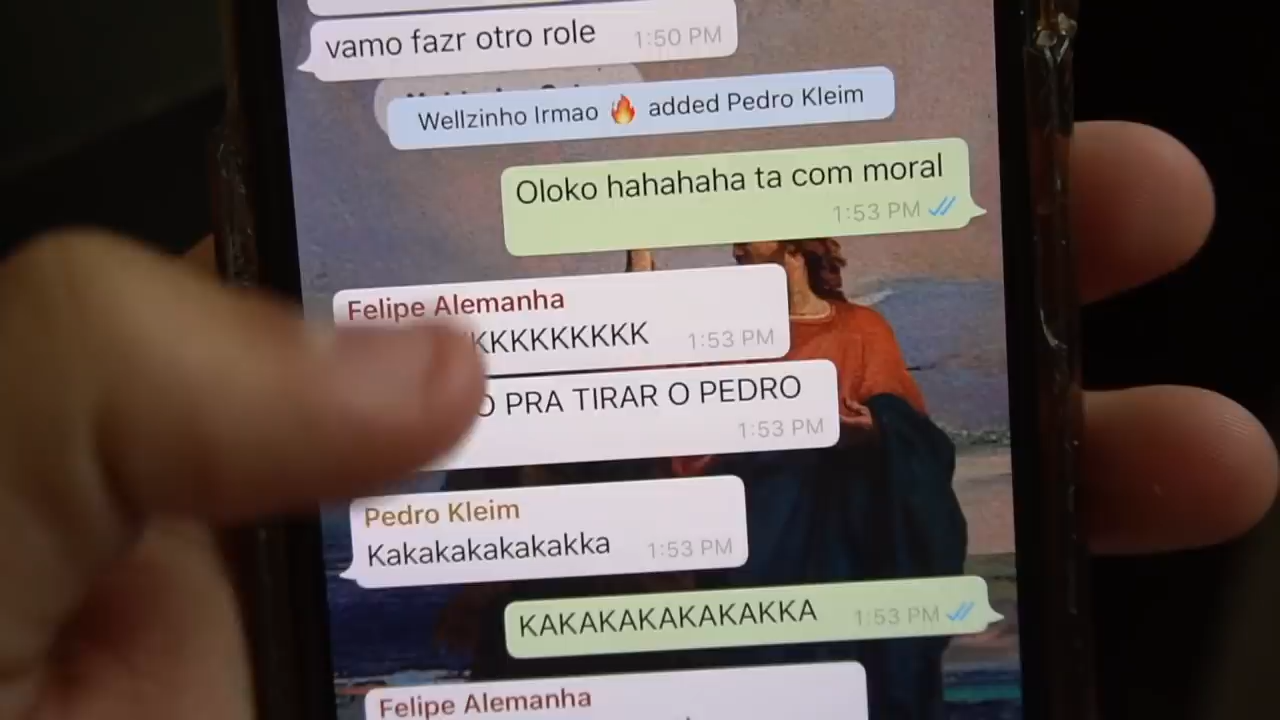 vamo fazr otro role 1:50 PM
Wellzinho Irmao 🔥 added Pedro Kleim
Oloko hahahaha ta com moral
1:53 PM
Felipe Alemanha
KKKKKKKKK 1:53 PM
O PRA TIRAR O PEDRO
1:53 PM
Pedro Kleim
Kakakakakakakka 1:53 PM
KAKAKAKAKAKAKKA 1:53 PM
Felipe Alemanha